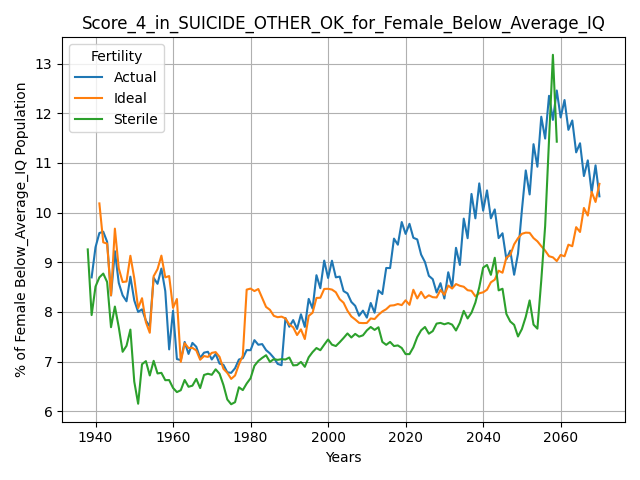 Score_4_in_SUICIDE_OTHER_OK_for_Female_Below_Average_IQ
Fertility
Actual
Ideal
Sterile
% of Female Below_Average_IQ Population
13
12
11
10
9
8
7
6
1940 1960 1980 2000 2020 2040 2060
Years